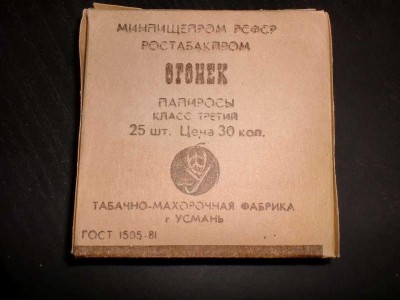 МИНПИЩЕПРОМ РСФСР
РОСТАБАКПРОМ
ОГОНЕК
ПАПИРОСЫ
КЛАСС ТРЕТИЙ
25 шт. Цена 30 коп.
ТАБАЧНО-МАХОРОЧНАЯ ФАБРИКА
г УСМАНЬ
ГОСТ 1505-81